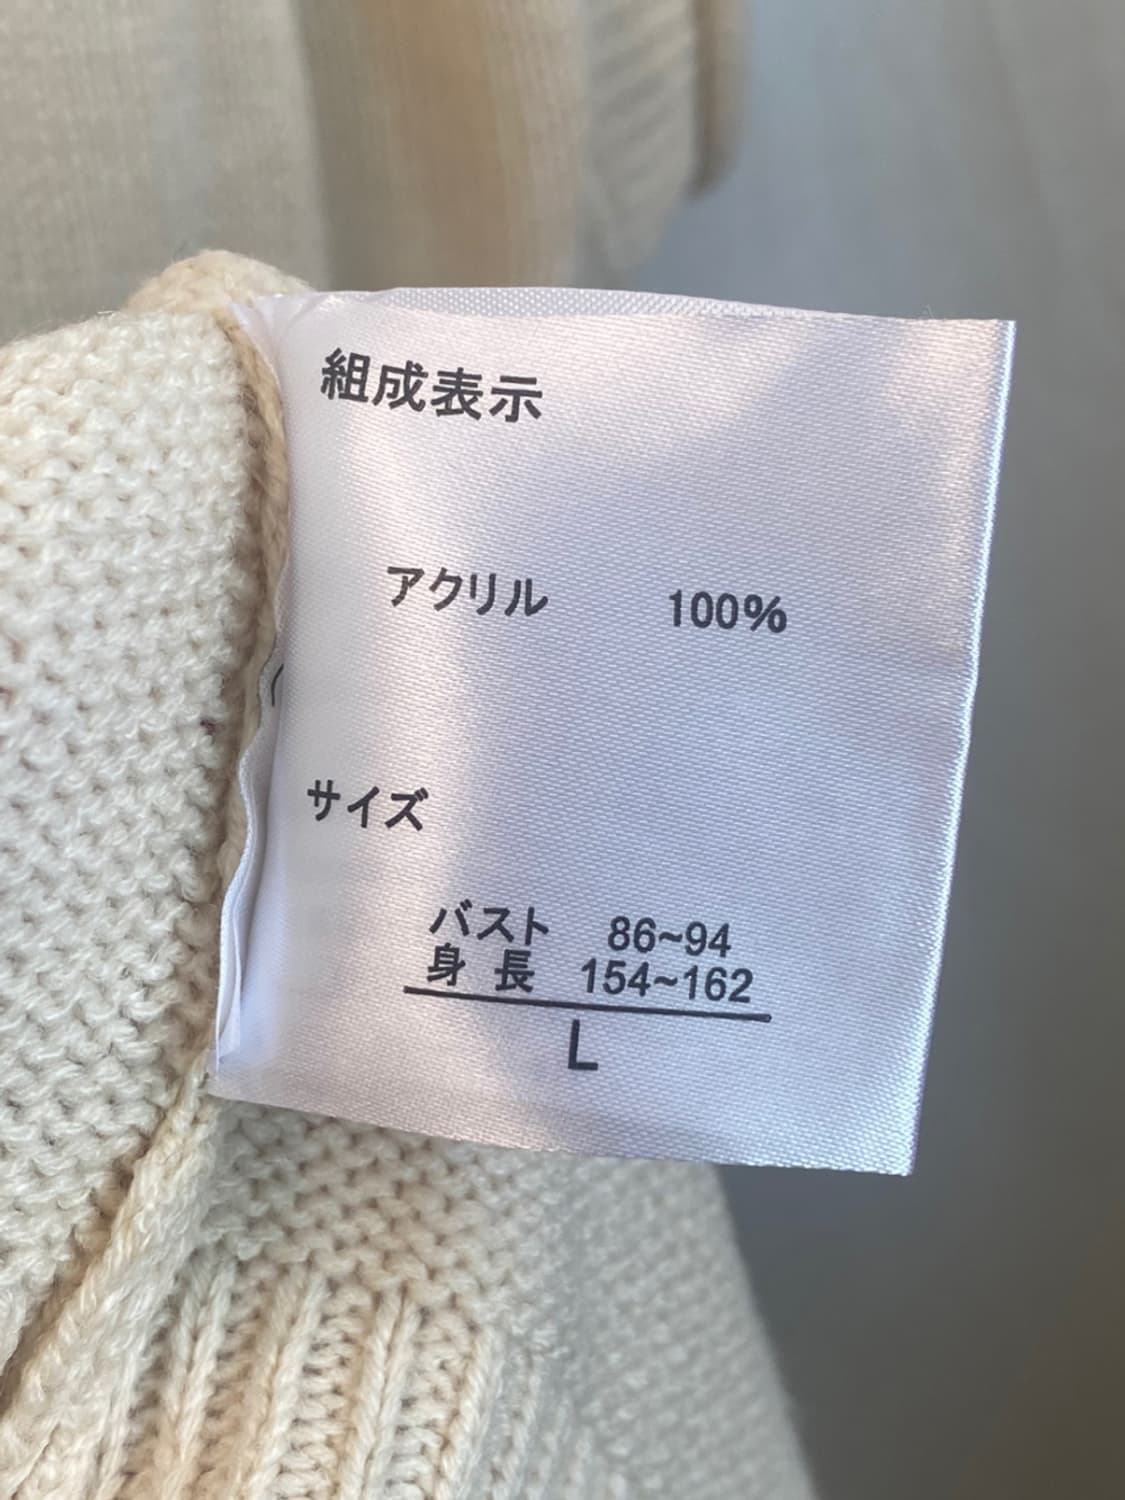 組成表示
アクリル 100%
サイズ
バスト 86~94
身長 154~162
L